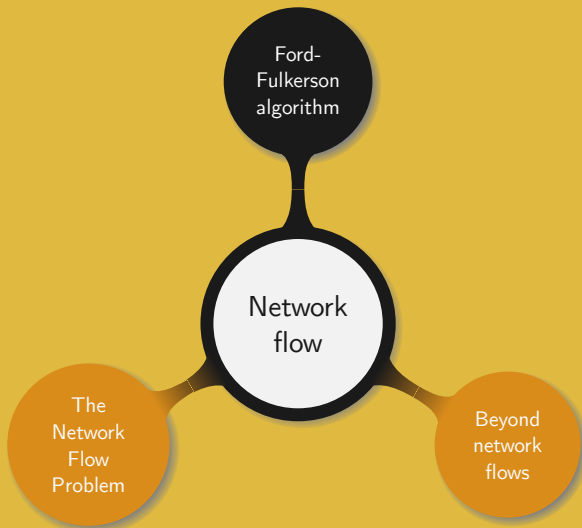 Ford-
Fulkerson
algorithm
Network
flow
The
Network
Flow
Problem
Beyond
network
flows